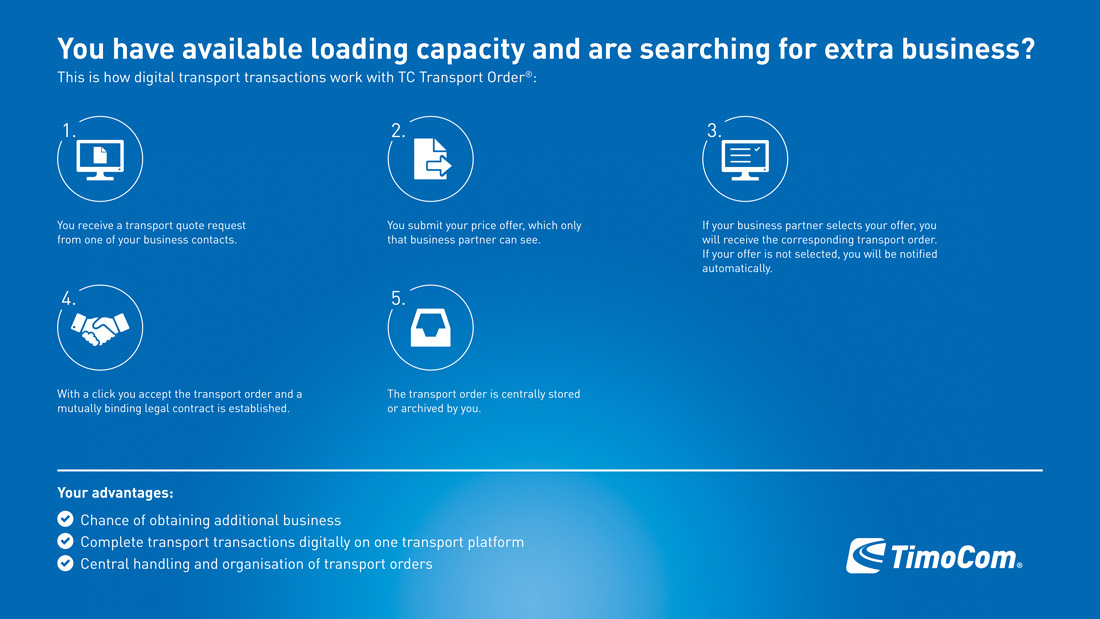 You have available loading capacity and are searching for extra business?
This is how digital transport transactions work with TC Transport Order®:
1.
You receive a transport quote request
from one of your business contacts.
2.
You submit your price offer, which only
that business partner can see.
3.
If your business partner selects your offer, you
will receive the corresponding transport order.
If your offer is not selected, you will be notified
automatically.
4.
With a click you accept the transport order and a
mutually binding legal contract is established.
5.
The transport order is centrally stored
or archived by you.
Your advantages:
Chance of obtaining additional business
Complete transport transactions digitally on one transport platform
Central handling and organisation of transport orders
TimoCom®